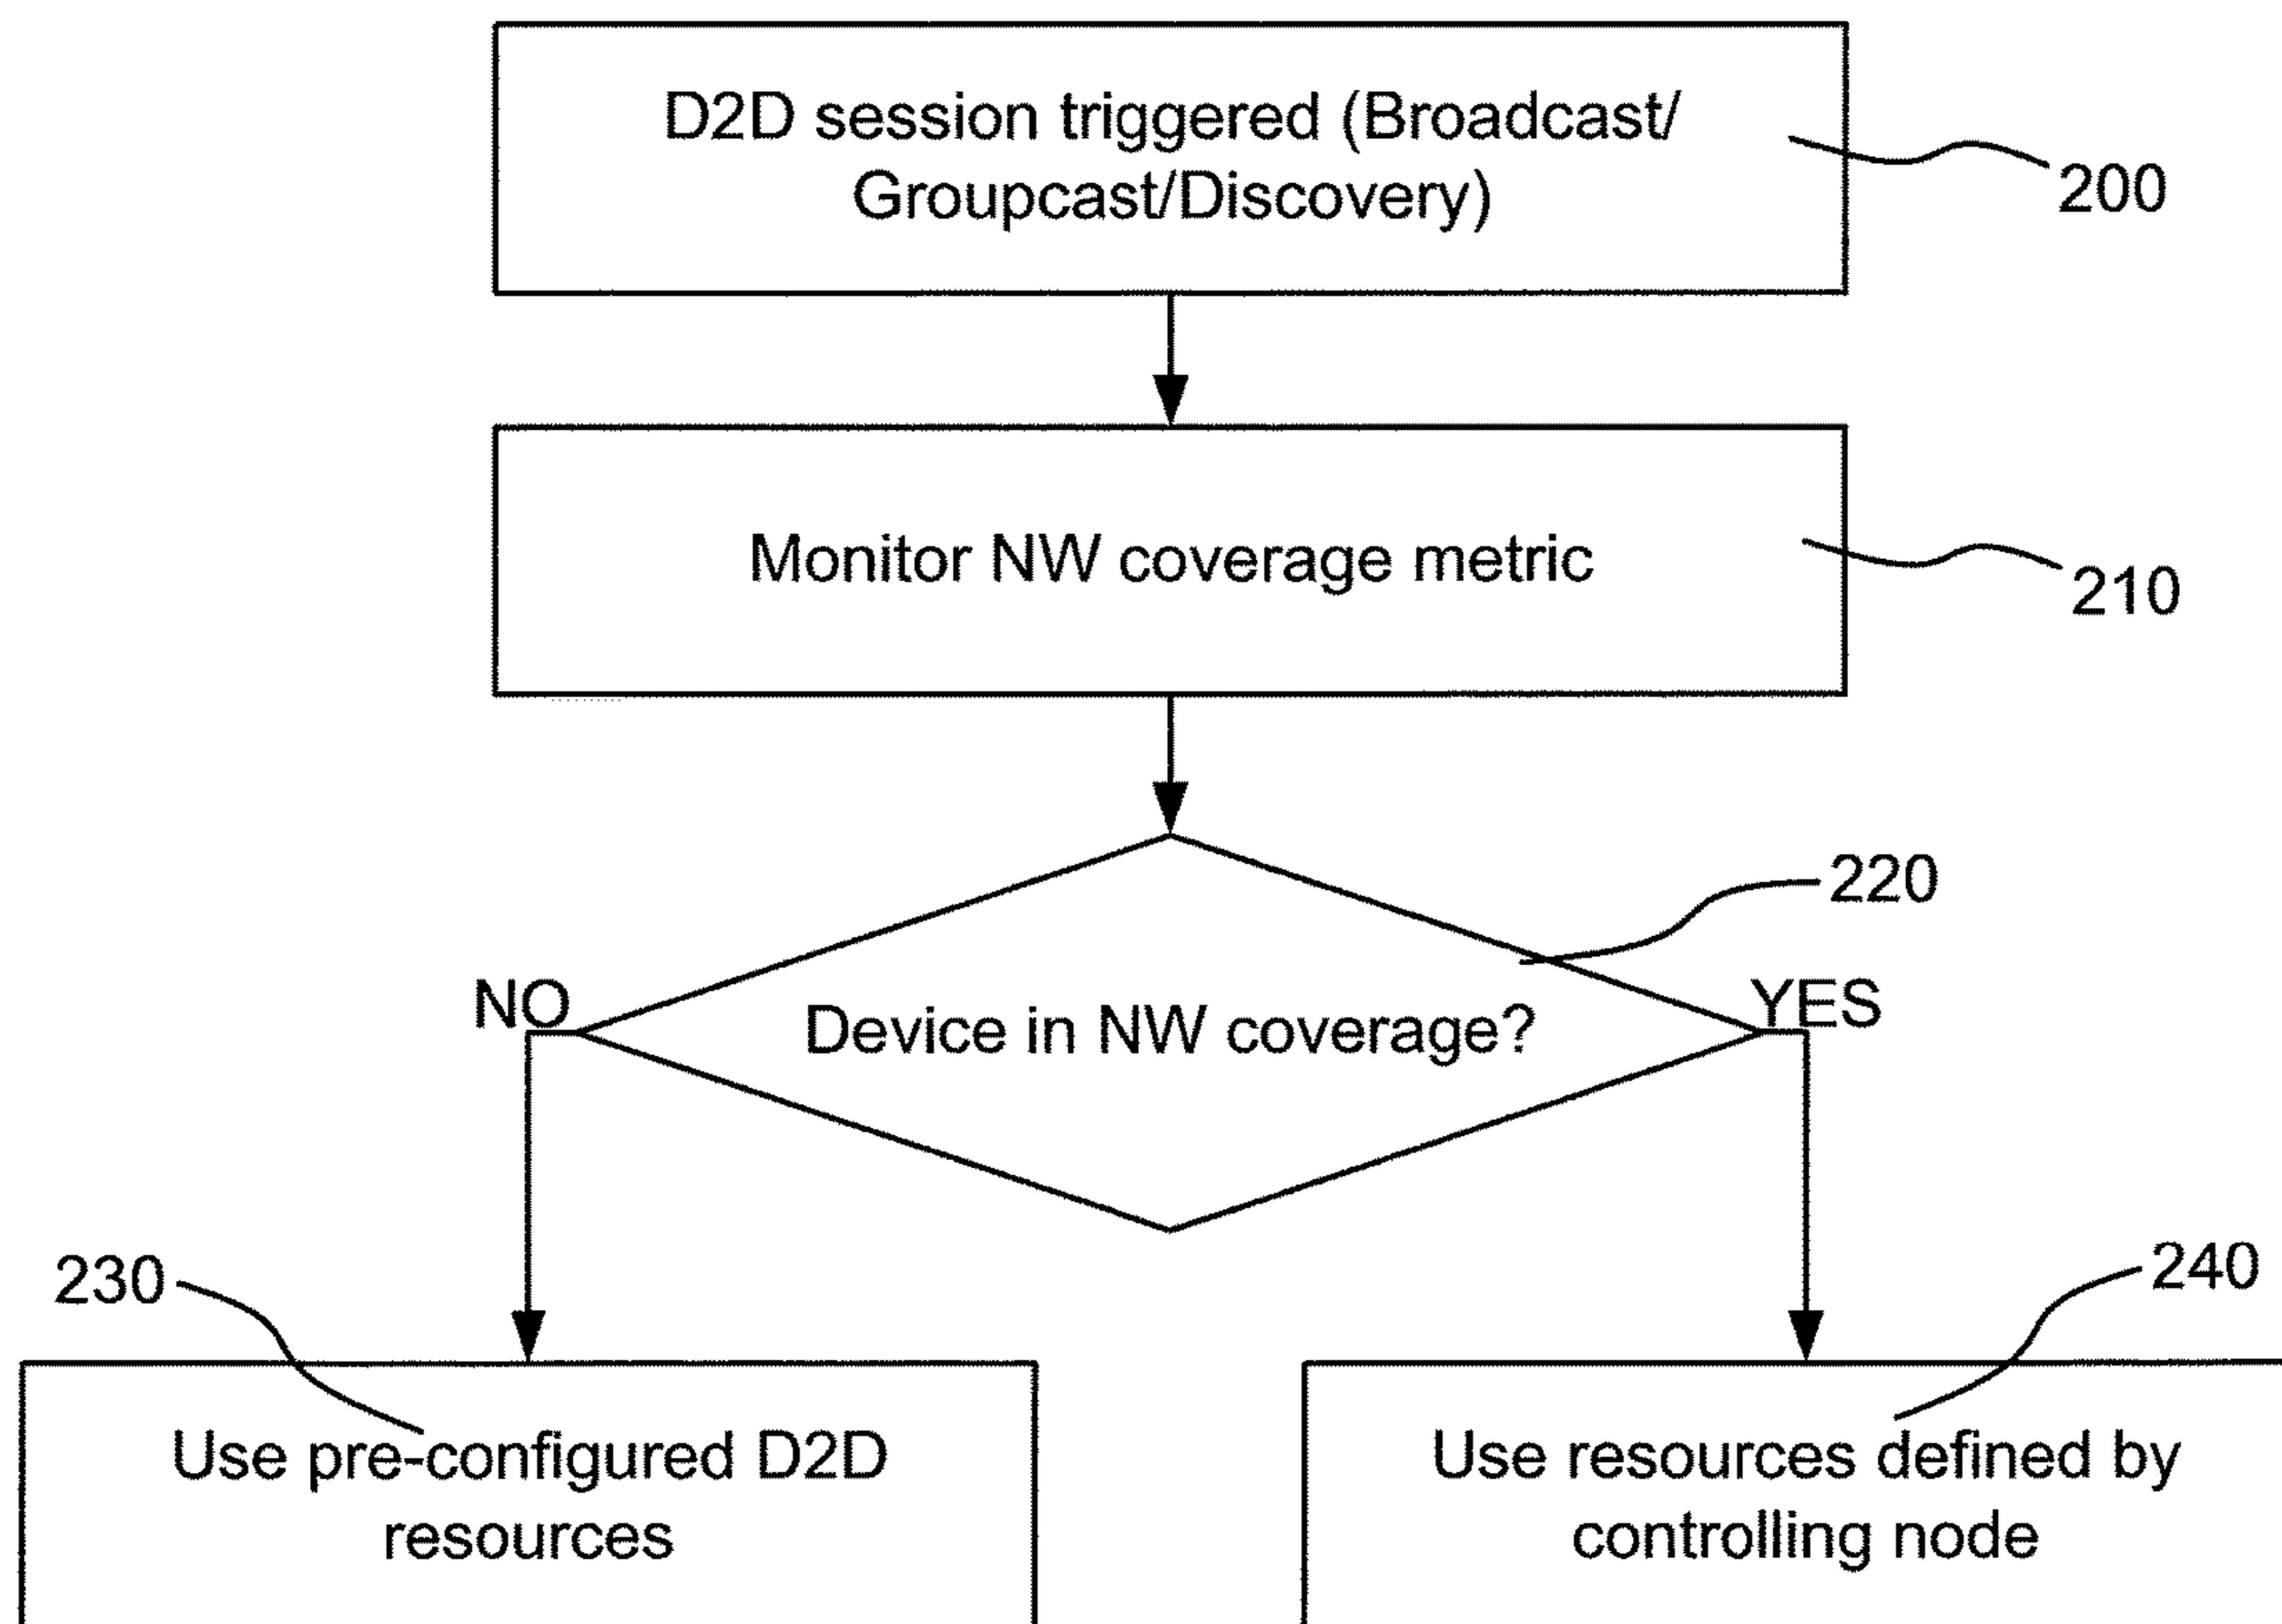 D2D session triggered (Broadcast/
Groupcast/Discovery)
200
Monitor NW coverage metric
210
220
NO
YES
Device in NW coverage?
230
240
Use pre-configured D2D
resources
Use resources defined by
controlling node